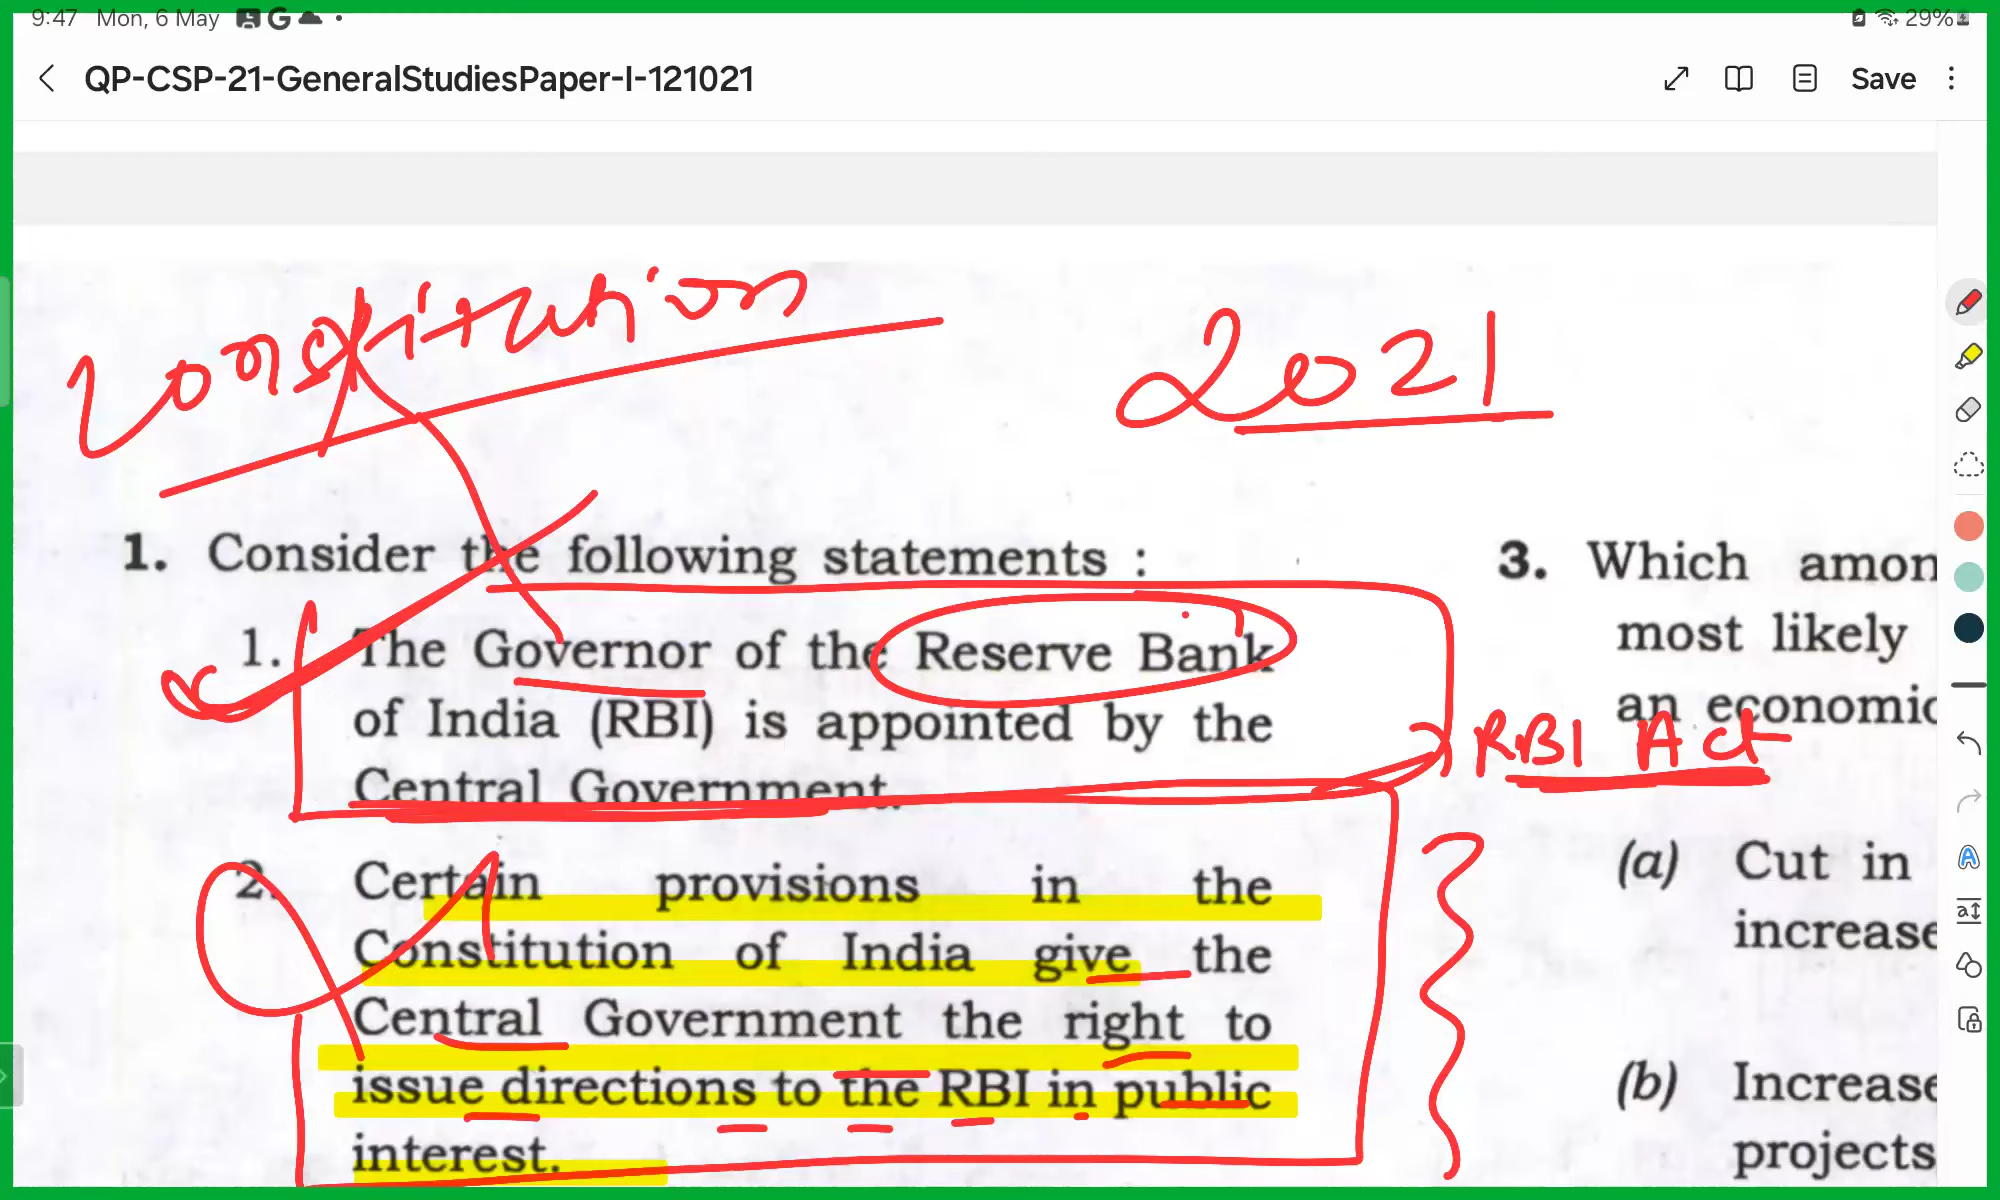 9:47 Mon, 6 May G 29%
QP-CSP-21-GeneralStudiesPaper-I-121021 Save
Constitution
2021
1. Consider the following statements :
1. The Governor of the Reserve Bank
of India (RBI) is appointed by the
Central Government.
RBI Act
2. Certain provisions in the
Constitution of India give the
Central Government the right to
issue directions to the RBI in public
interest.
3. Which amon
most likely
an economic
(a) Cut in
increase
(b) Increase
projects